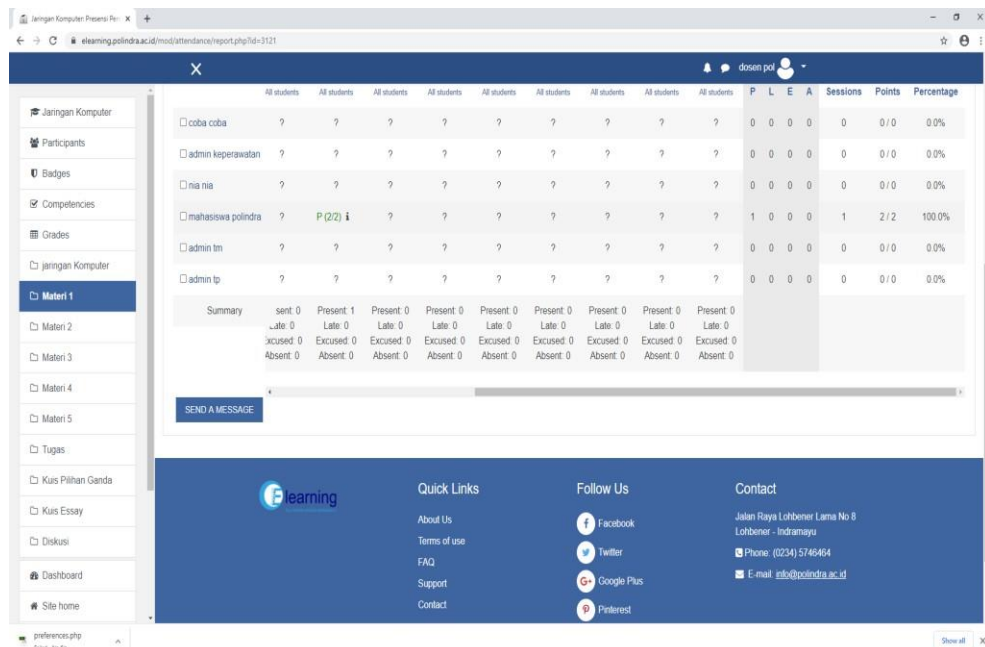 Jaringan Komputer: Presensi Per
elearning.polindra.ac.id/mod/attendance/report.php?id=3121
dosen pol
Jaringan Komputer
Participants
Badges
Competencies
Grades
jaringan Komputer
Materi 1
Materi 2
Materi 3
Materi 4
Materi 5
Tugas
Kuis Pilihan Ganda
Kuis Essay
Diskusi
Dashboard
Site home
All students All students All students All students All students All students All students All students All students P L E A Sessions Points Percentage
coba coba ? ? ? ? ? ? ? ? ? 0 0 0 0 0 0 / 0 0.0%
admin keperawatan ? ? ? ? ? ? ? ? ? 0 0 0 0 0 0 / 0 0.0%
nia nia ? ? ? ? ? ? ? ? ? 0 0 0 0 0 0 / 0 0.0%
mahasiswa polindra ? P (2/2) ? ? ? ? ? ? ? 1 0 0 0 1 2 / 2 100.0%
admin tm ? ? ? ? ? ? ? ? ? 0 0 0 0 0 0 / 0 0.0%
admin tp ? ? ? ? ? ? ? ? ? 0 0 0 0 0 0 / 0 0.0%
Summary sent: 0 Present: 1 Present: 0 Present: 0 Present: 0 Present: 0 Present: 0 Present: 0 Present: 0
Late: 0 Late: 0 Late: 0 Late: 0 Late: 0 Late: 0 Late: 0 Late: 0 Late: 0
xcused: 0 Excused: 0 Excused: 0 Excused: 0 Excused: 0 Excused: 0 Excused: 0 Excused: 0 Excused: 0
Absent: 0 Absent: 0 Absent: 0 Absent: 0 Absent: 0 Absent: 0 Absent: 0 Absent: 0 Absent: 0
SEND A MESSAGE
Elearning
Quick Links
About Us
Terms of use
FAQ
Support
Contact
Follow Us
Facebook
Twitter
Google Plus
Pinterest
Contact
Jalan Raya Lohbener Lama No 8
Lohbener - Indramayu
Phone: (0234) 5746464
E-mail: info@polindra.ac.id
preferences.php
Show all